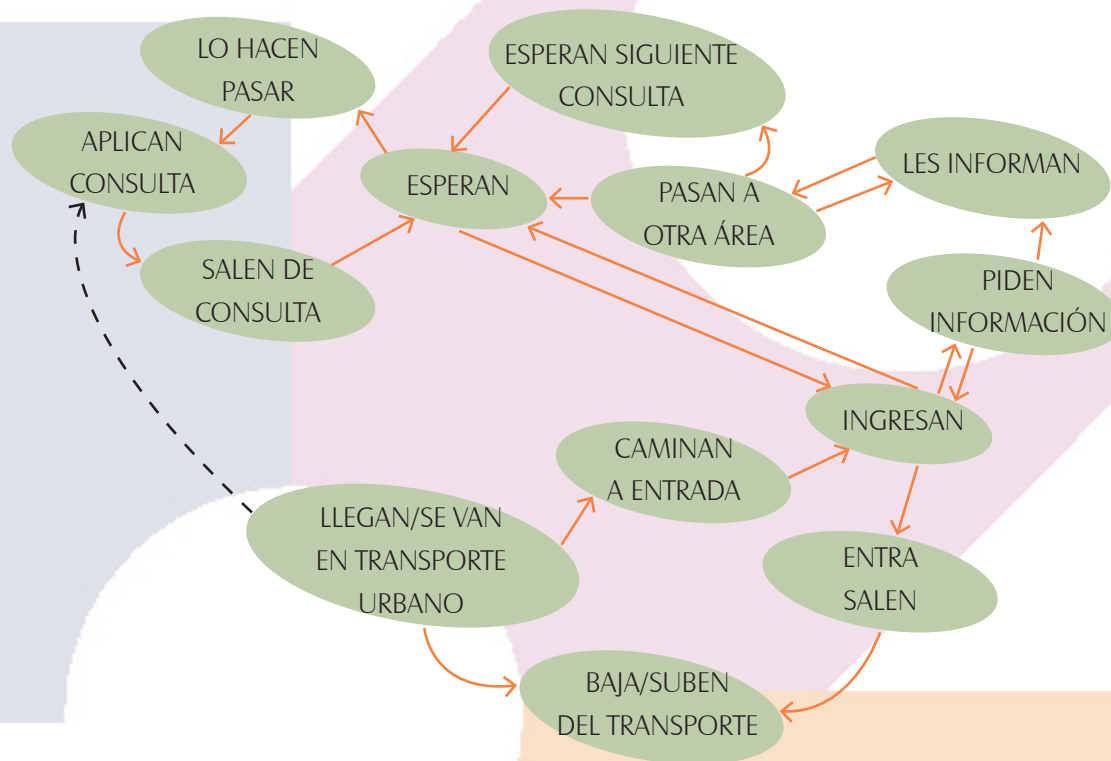 LO HACEN
PASAR
ESPERAN SIGUIENTE
CONSULTA
APLICAN
CONSULTA
ESPERAN
PASAN A
OTRA ÁREA
LES INFORMAN
SALEN DE
CONSULTA
PIDEN
INFORMACIÓN
INGRESAN
CAMINAN
A ENTRADA
LLEGAN/SE VAN
EN TRANSPORTE
URBANO
ENTRA
SALEN
BAJA/SUBEN
DEL TRANSPORTE